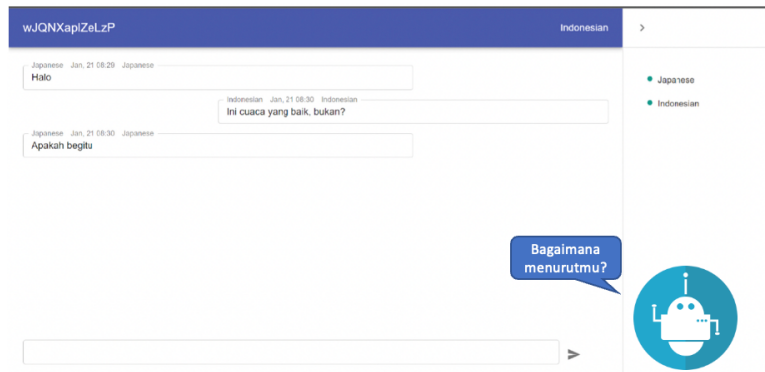 wJQNXaplZeLzP
Indonesian
Japanese Jan, 21 08:29 Japanese
Halo
Indonesian Jan, 21 08:30 Indonesian
Ini cuaca yang baik, bukan?
Japanese Jan, 21 08:30 Japanese
Apakah begitu
Japanese
Indonesian
Bagaimana
menurutmu?